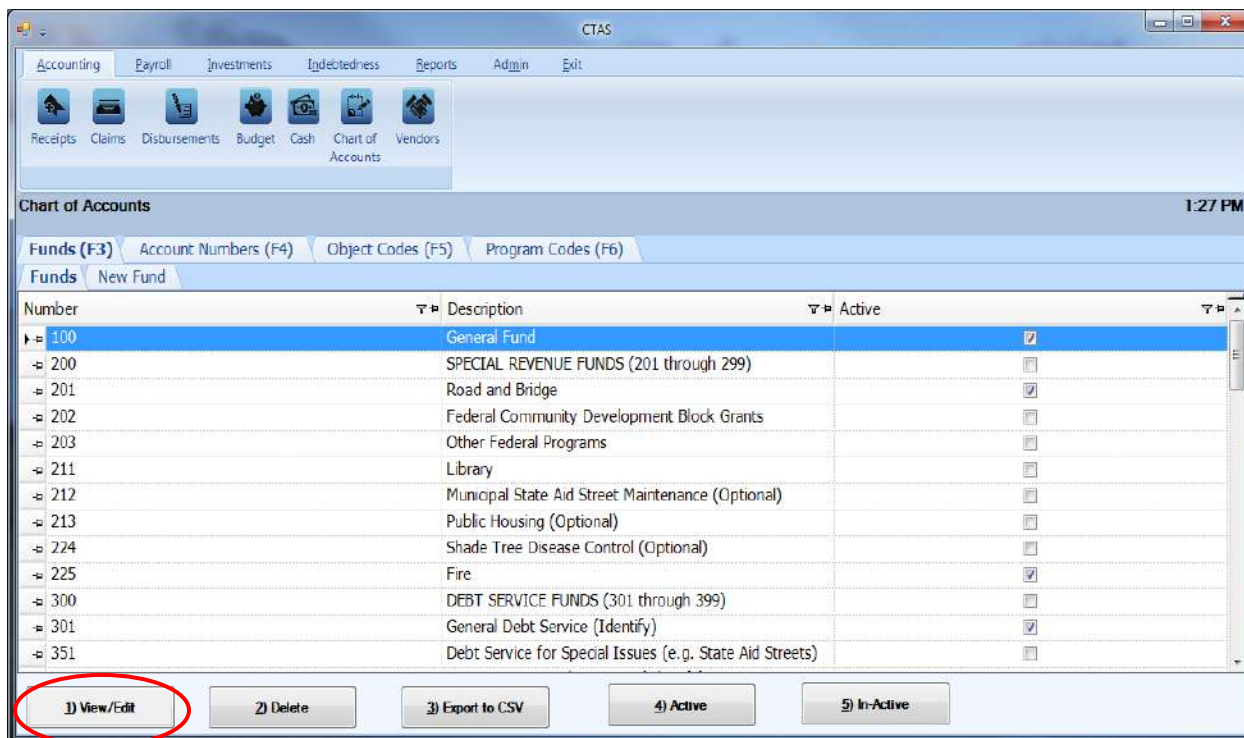 CTAS
Accounting Payroll Investments Indebtedness Reports Admin Exit
Receipts Claims Disbursements Budget Cash Chart of Accounts Vendors
Chart of Accounts 1:27 PM
Funds (F3) Account Numbers (F4) Object Codes (F5) Program Codes (F6)
Funds New Fund
Number Description Active
100 General Fund
200 SPECIAL REVENUE FUNDS (201 through 299)
201 Road and Bridge
202 Federal Community Development Block Grants
203 Other Federal Programs
211 Library
212 Municipal State Aid Street Maintenance (Optional)
213 Public Housing (Optional)
224 Shade Tree Disease Control (Optional)
225 Fire
300 DEBT SERVICE FUNDS (301 through 399)
301 General Debt Service (Identify)
351 Debt Service for Special Issues (e.g. State Aid Streets)
1) View/Edit 2) Delete 3) Export to CSV 4) Active 5) In-Active